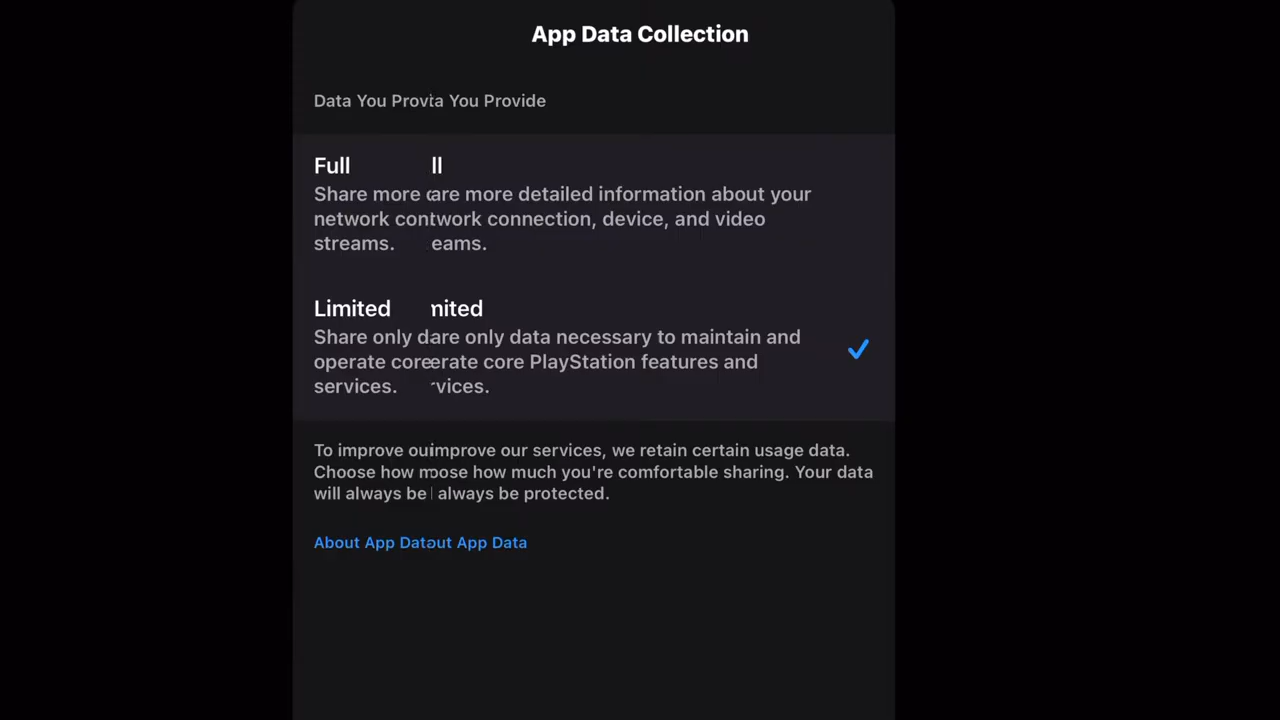 App Data Collection
Data You Provia You Provide
Full ll
Share more are more detailed information about your
network contwork connection, device, and video
streams. eams.
Limited nited
Share only dare only data necessary to maintain and
operate coreerate core PlayStation features and
services. vices.
To improve ouimprove our services, we retain certain usage data.
Choose how moose how much you're comfortable sharing. Your data
will always be always be protected.
About App Datout App Data